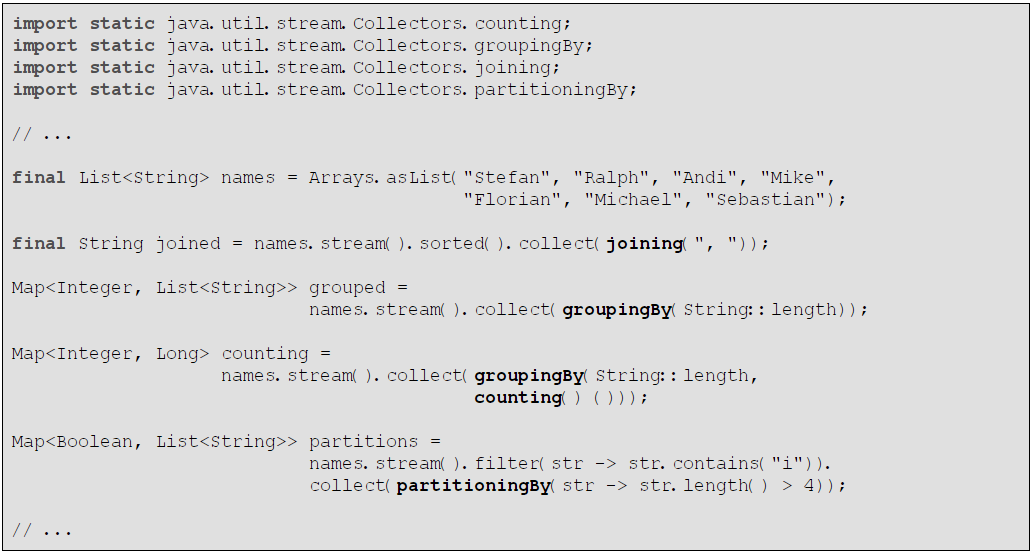 import static java.util.stream.Collectors.counting;
import static java.util.stream.Collectors.groupingBy;
import static java.util.stream.Collectors.joining;
import static java.util.stream.Collectors.partitioningBy;

// ...

final List<String> names = Arrays.asList("Stefan", "Ralph", "Andi", "Mike",
                                         "Florian", "Michael", "Sebastian");

final String joined = names.stream().sorted().collect(joining(", "));

Map<Integer, List<String>> grouped =
                           names.stream().collect(groupingBy(String::length));

Map<Integer, Long> counting =
                   names.stream().collect(groupingBy(String::length,
                                          counting() ()));

Map<Boolean, List<String>> partitions =
                           names.stream().filter(str -> str.contains("i")).
                           collect(partitioningBy(str -> str.length() > 4));

// ...